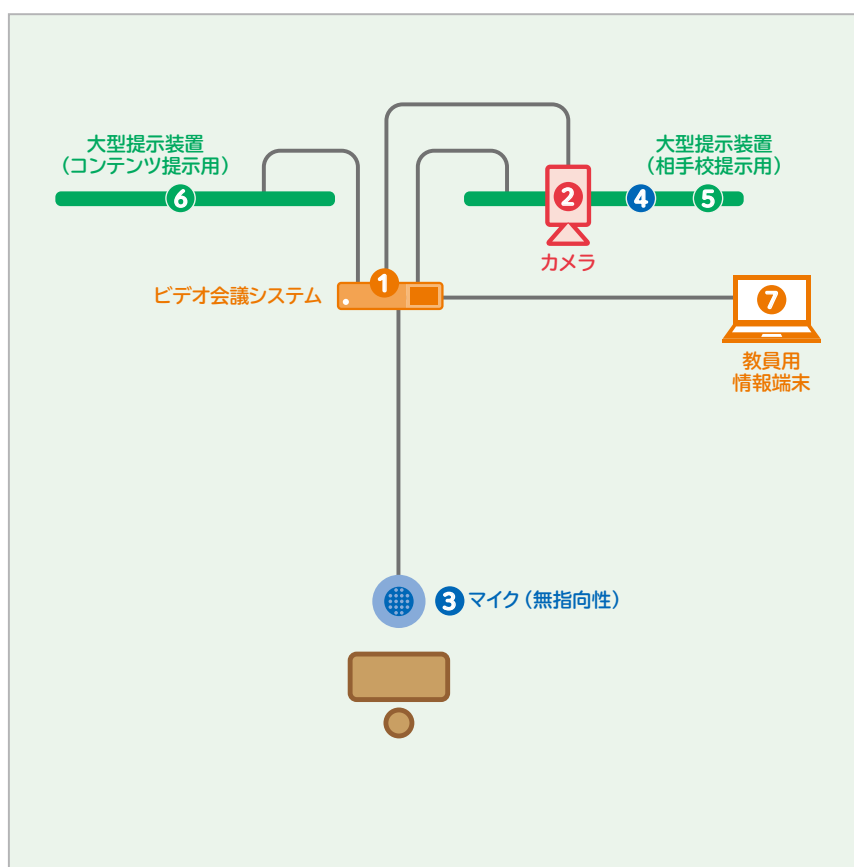 大型提示装置
（コンテンツ提示用）
6
大型提示装置
（相手校提示用）
2
4
5
カメラ
ビデオ会議システム
1
7
教員用
情報端末
3 マイク（無指向性）